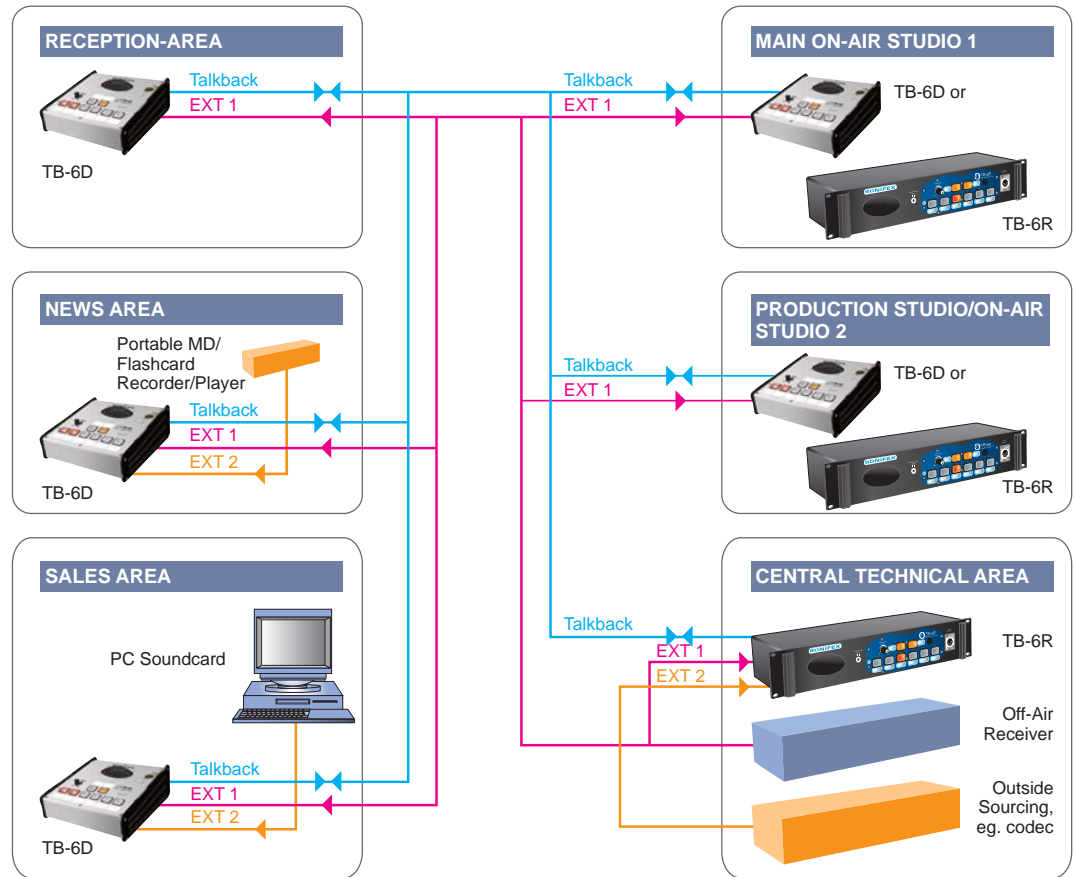 RECEPTION-AREA
Talkback
EXT 1
TB-6D
NEWS AREA
Portable MD/
Flashcard
Recorder/Player
Talkback
EXT 1
EXT 2
TB-6D
SALES AREA
PC Soundcard
Talkback
EXT 1
EXT 2
TB-6D
MAIN ON-AIR STUDIO 1
Talkback
EXT 1
TB-6D or
SONIFEX
TB-6R
PRODUCTION STUDIO/ON-AIR
STUDIO 2
Talkback
EXT 1
TB-6D or
SONIFEX
TB-6R
CENTRAL TECHNICAL AREA
Talkback
EXT 1
EXT 2
SONIFEX
TB-6R
Off-Air
Receiver
Outside
Sourcing,
eg. codec